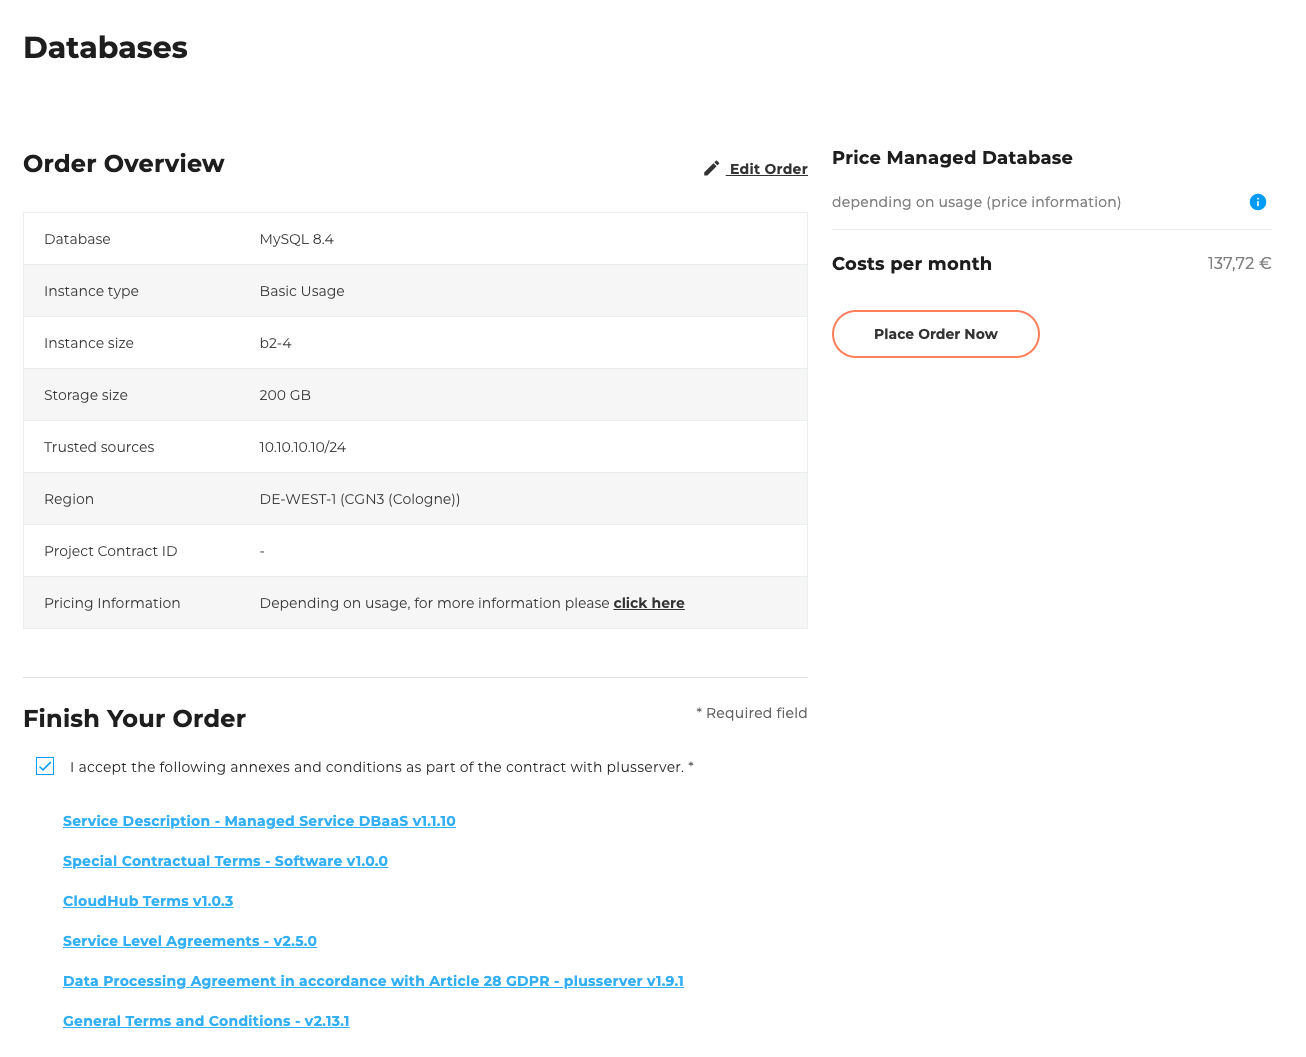 Databases
Order Overview
Edit Order
Database MySQL 8.4
Instance type Basic Usage
Instance size b2-4
Storage size 200 GB
Trusted sources 10.10.10.10/24
Region DE-WEST-1 (CGN3 (Cologne))
Project Contract ID -
Pricing Information Depending on usage, for more information please click here
Price Managed Database
depending on usage (price information)
Costs per month 137,72 €
Place Order Now
Finish Your Order
* Required field
I accept the following annexes and conditions as part of the contract with plusserver. *
Service Description - Managed Service DBaaS v1.1.10
Special Contractual Terms - Software v1.0.0
CloudHub Terms v1.0.3
Service Level Agreements - v2.5.0
Data Processing Agreement in accordance with Article 28 GDPR - plusserver v1.9.1
General Terms and Conditions - v2.13.1